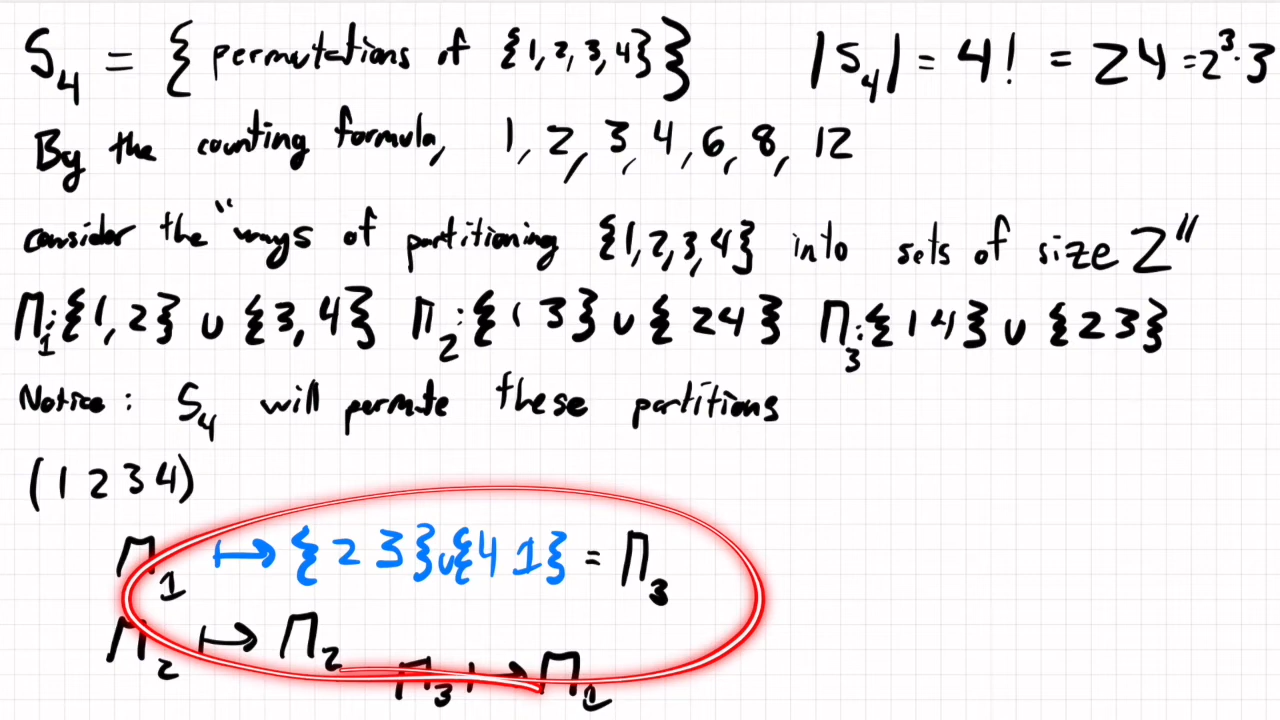 S₄ = { permutations of {1, 2, 3, 4} } |S₄| = 4! = 24 = 2³·3
By the counting formula, 1, 2, 3, 4, 6, 8, 12
consider the "ways of partitioning {1, 2, 3, 4} into sets of size 2"
Π₁: {1, 2} ∪ {3, 4} Π₂: {1 3} ∪ {2 4} Π₃: {1 4} ∪ {2 3}
Notice: S₄ will permute these partitions
(1 2 3 4)
Π₁ ↦ {2 3} ∪ {4 1} = Π₃
Π₂ ↦ Π₂ Π₃ ↦ Π₁